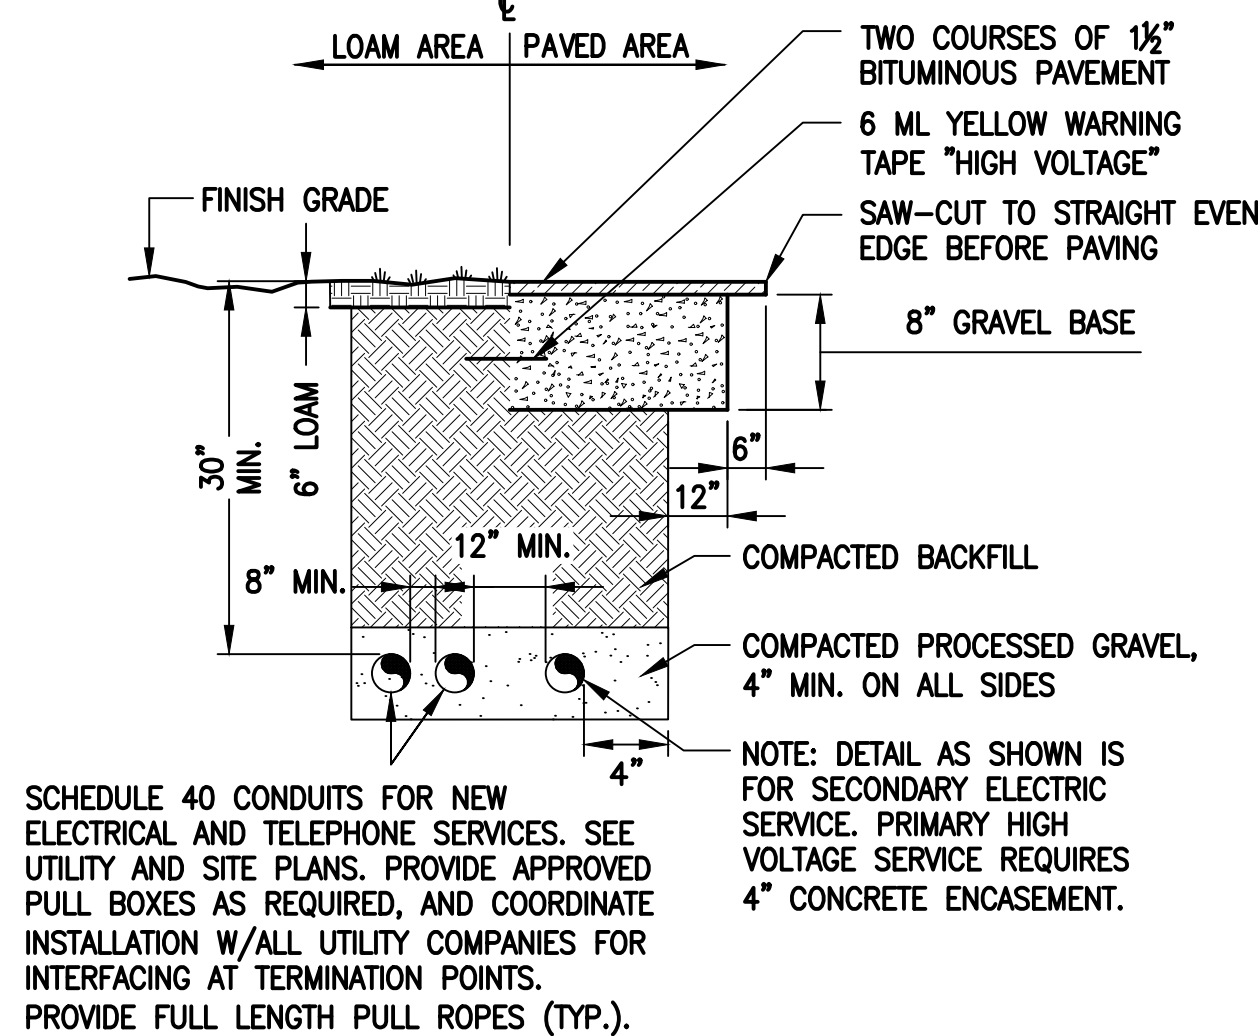 ℄
LOAM AREA
PAVED AREA
TWO COURSES OF 1½"
BITUMINOUS PAVEMENT
6 ML YELLOW WARNING
TAPE "HIGH VOLTAGE"
FINISH GRADE
SAW-CUT TO STRAIGHT EVEN
EDGE BEFORE PAVING
8" GRAVEL BASE
30"
MIN.
6" LOAM
6"
12"
12" MIN.
8" MIN.
COMPACTED BACKFILL
COMPACTED PROCESSED GRAVEL,
4" MIN. ON ALL SIDES
4"
NOTE: DETAIL AS SHOWN IS
FOR SECONDARY ELECTRIC
SERVICE. PRIMARY HIGH
VOLTAGE SERVICE REQUIRES
4" CONCRETE ENCASEMENT.
SCHEDULE 40 CONDUITS FOR NEW
ELECTRICAL AND TELEPHONE SERVICES. SEE
UTILITY AND SITE PLANS. PROVIDE APPROVED
PULL BOXES AS REQUIRED, AND COORDINATE
INSTALLATION W/ALL UTILITY COMPANIES FOR
INTERFACING AT TERMINATION POINTS.
PROVIDE FULL LENGTH PULL ROPES (TYP.).